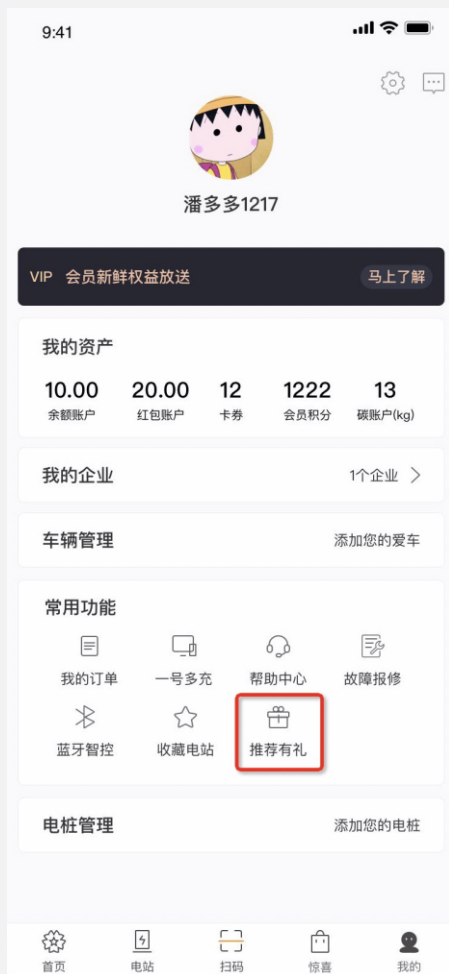 9:41
潘多多1217
VIP 会员新鲜权益放送 马上了解
我的资产
10.00 20.00 12 1222 13
余额账户 红包账户 卡券 会员积分 碳账户(kg)
我的企业 1个企业
车辆管理 添加您的爱车
常用功能
我的订单 一号多充 帮助中心 故障报修
蓝牙智控 收藏电站 推荐有礼
电桩管理 添加您的电桩
首页 电站 扫码 惊喜 我的